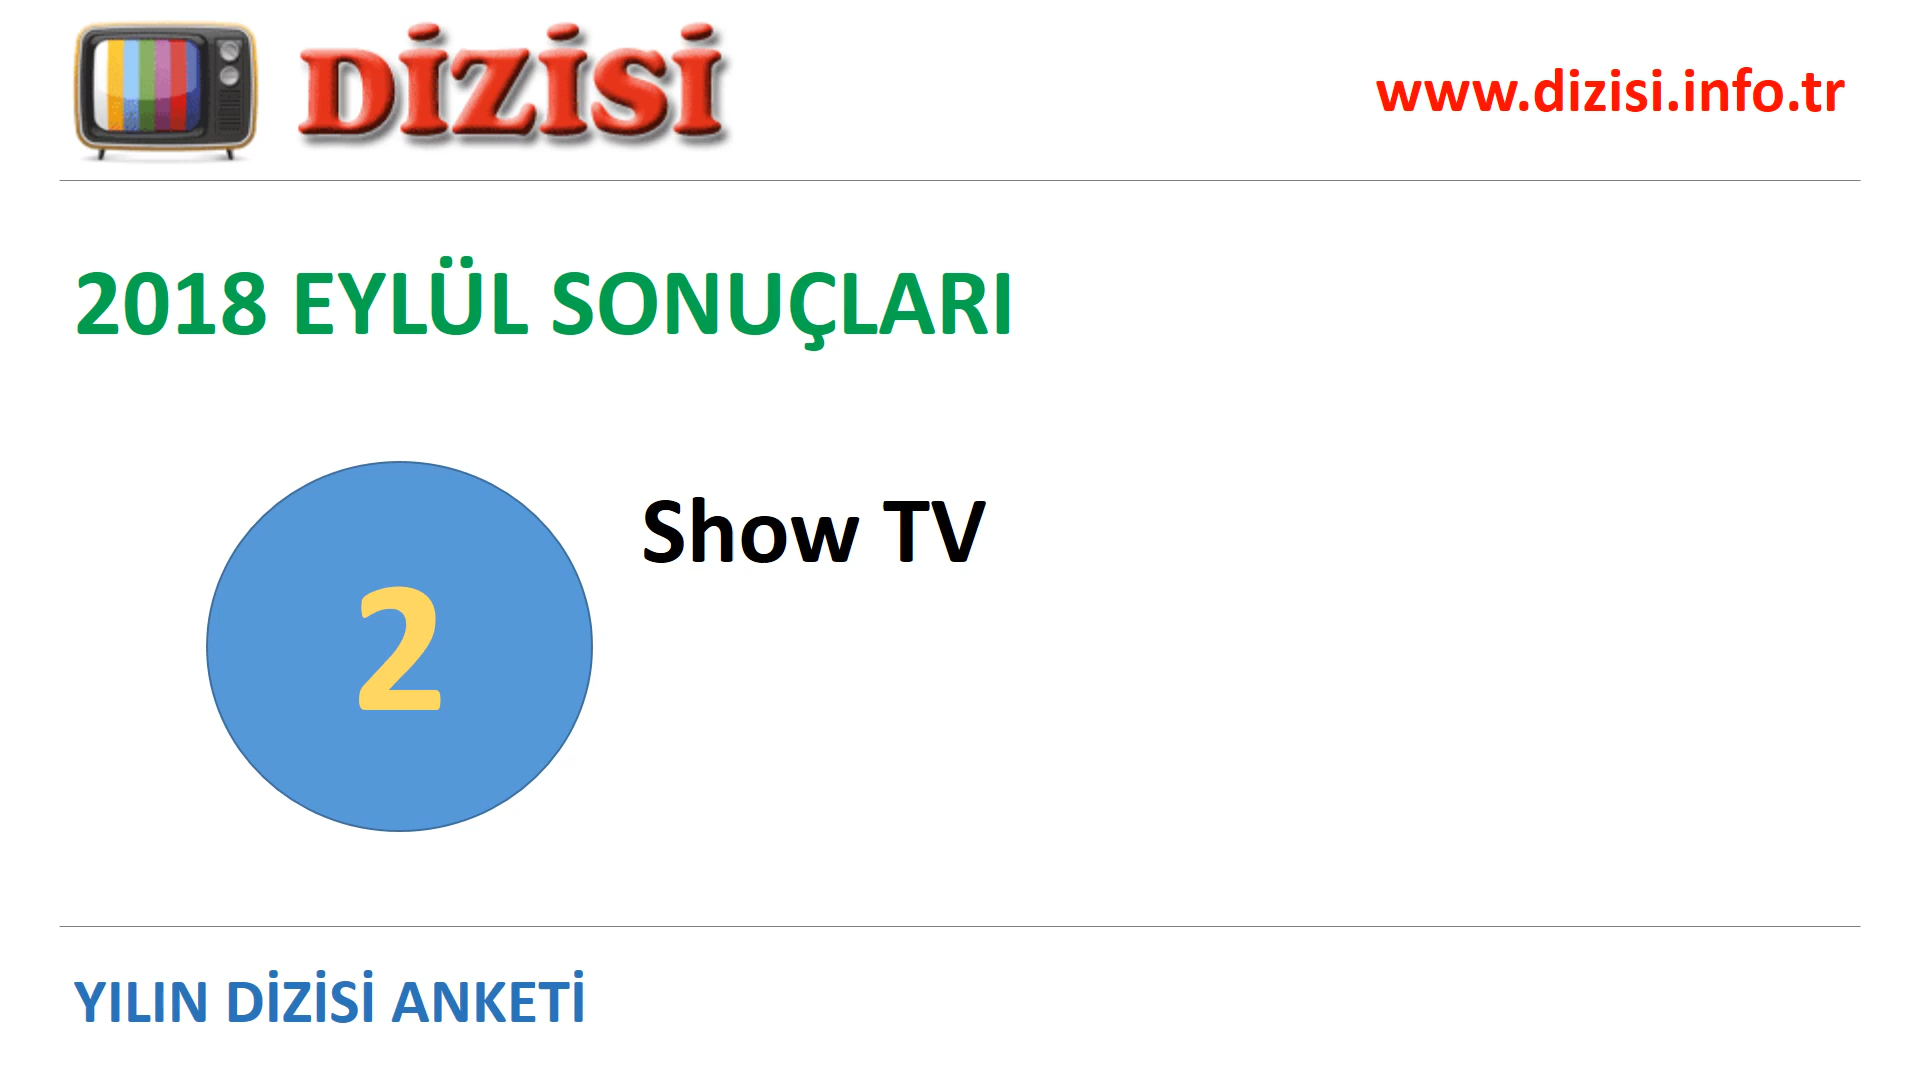 DİZİSİ
www.dizisi.info.tr
2018 EYLÜL SONUÇLARI
2
Show TV
YILIN DİZİSİ ANKETİ